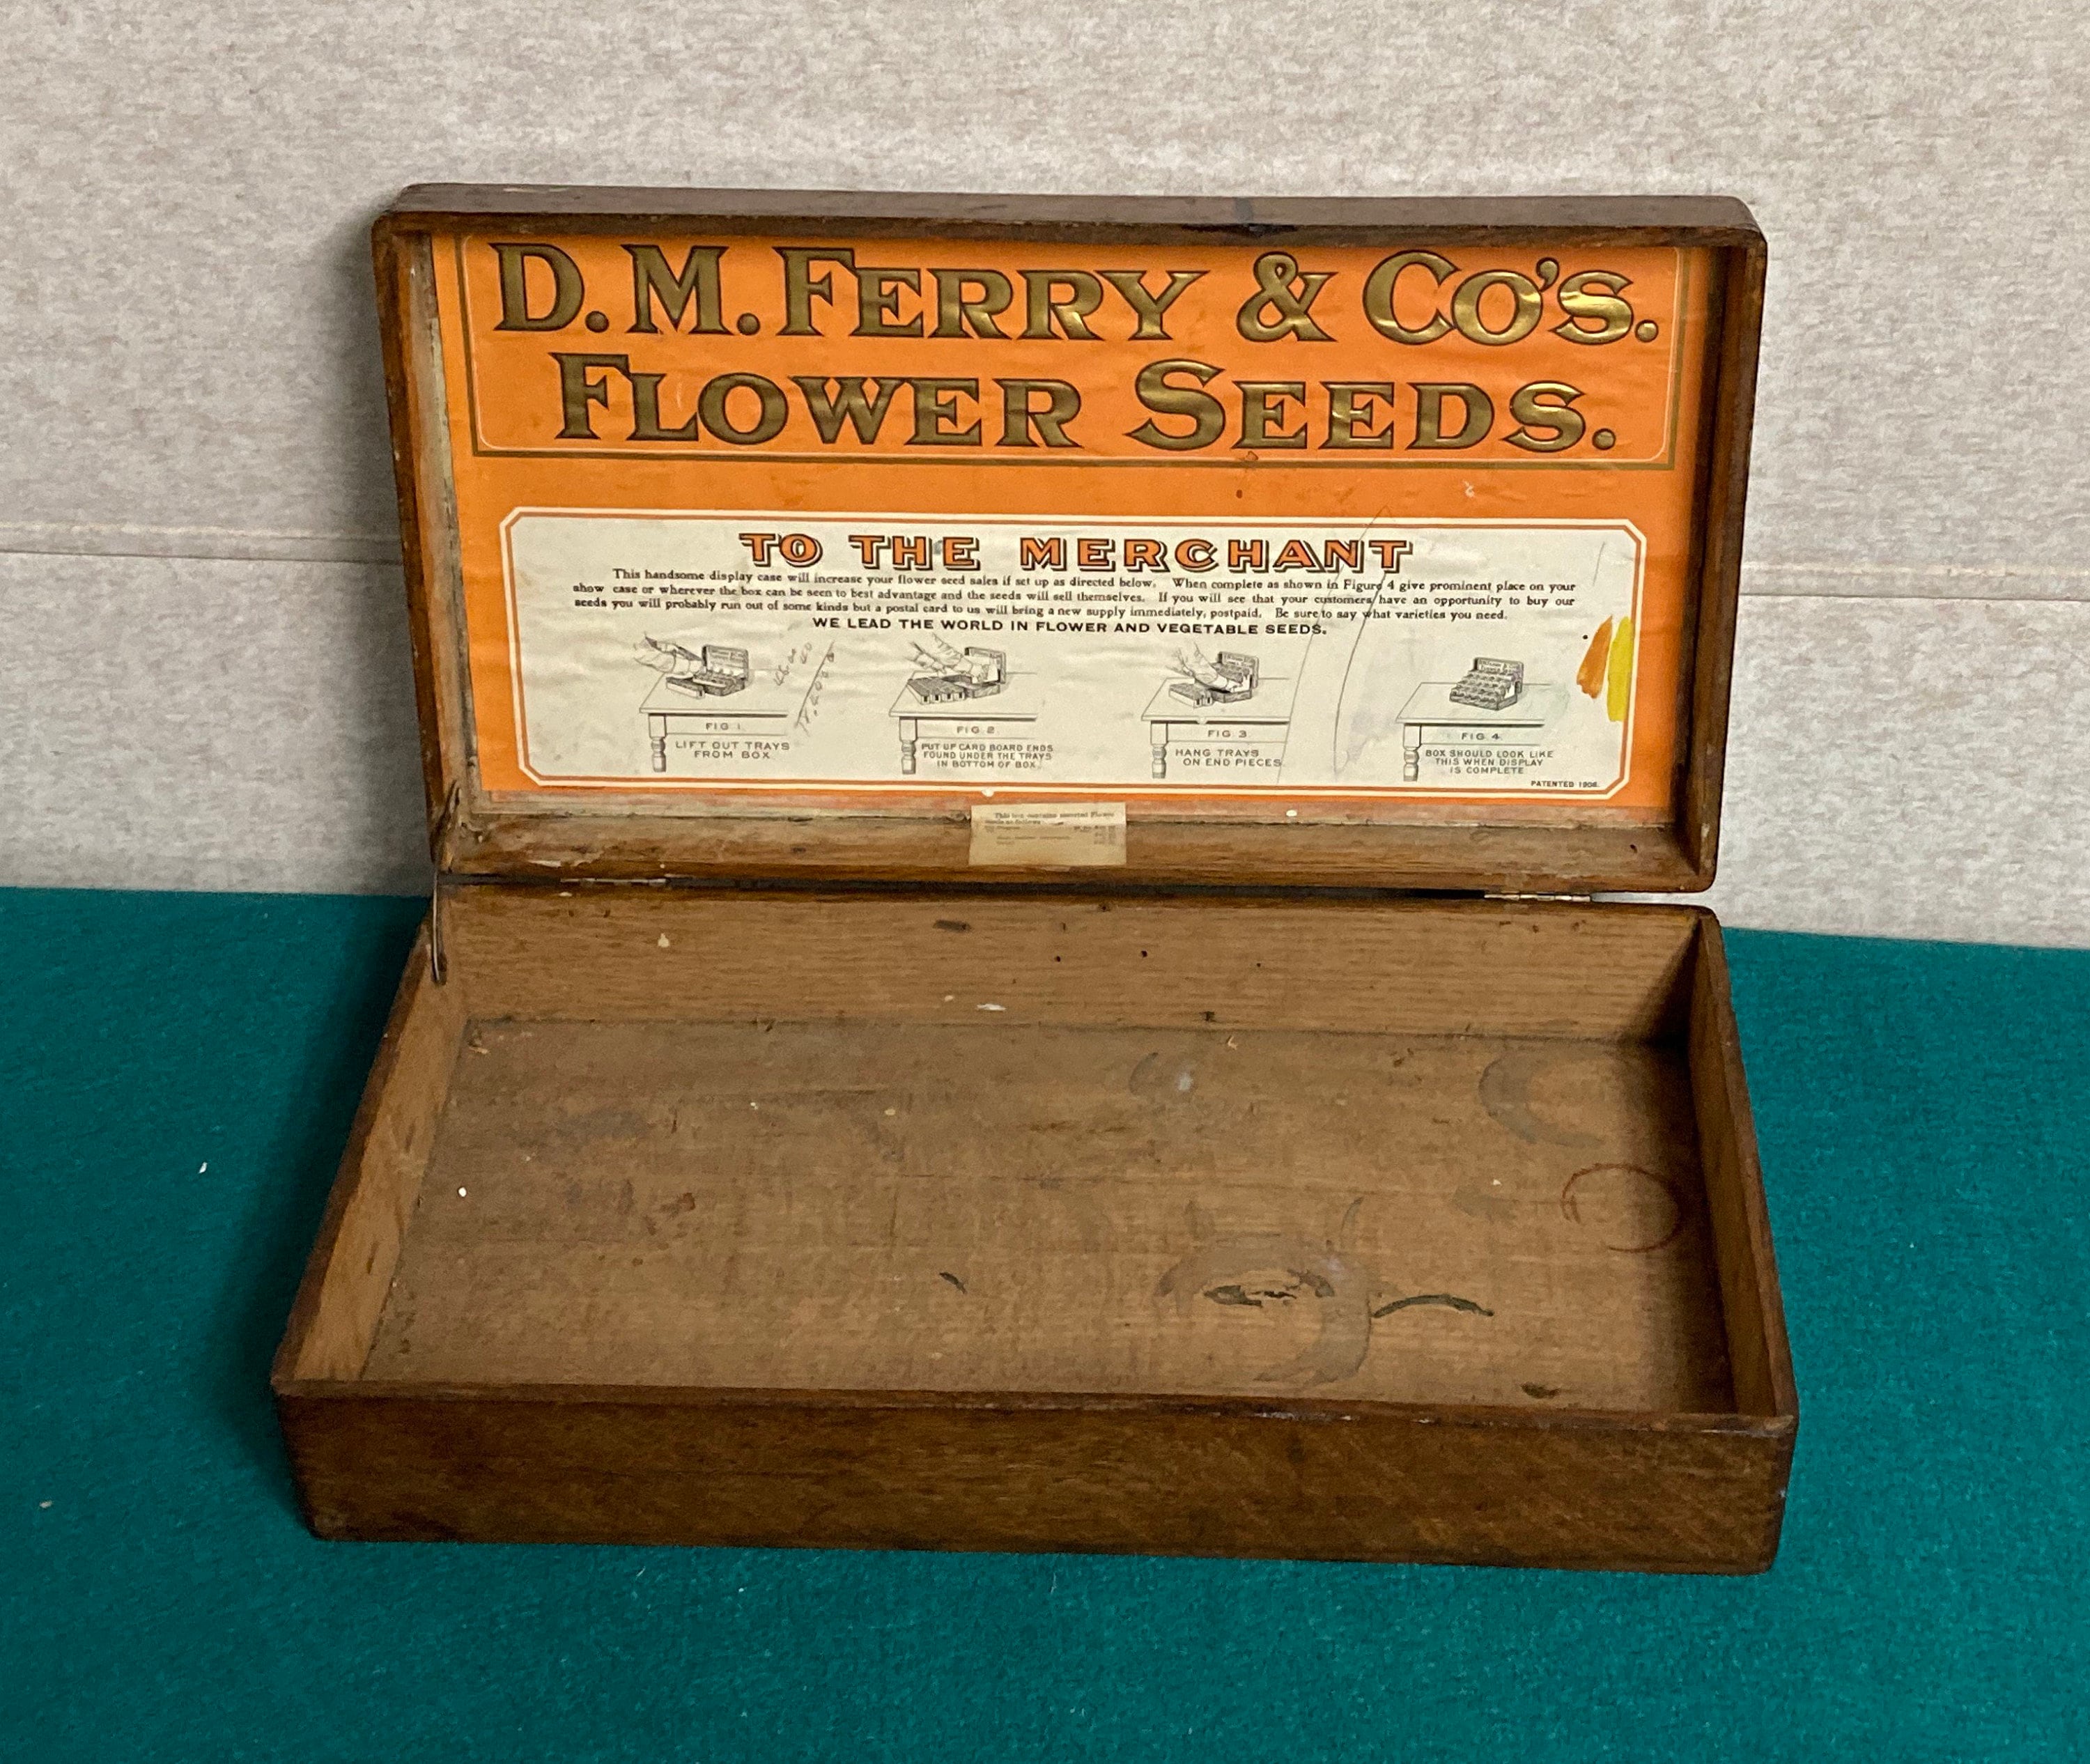 D. M. FERRY & CO'S.
FLOWER SEEDS.
TO THE MERCHANT
This handsome display case will increase your flower seed sales if set up as directed below. When complete as shown in Figure 4 give prominent place on your
show case or wherever the box can be seen to best advantage and the seeds will sell themselves. If you will see that your customers have an opportunity to buy our
seeds you will probably run out of some kinds but a postal card to us will bring a new supply immediately, postpaid. Be sure to say what varieties you need.
WE LEAD THE WORLD IN FLOWER AND VEGETABLE SEEDS.
FIG 1.
LIFT OUT TRAYS
FROM BOX
FIG 2
PUT UP CARD BOARD ENDS
FOUND UNDER THE TRAYS
IN BOTTOM OF BOX
FIG 3
HANG TRAYS
ON END PIECES
FIG 4.
BOX SHOULD LOOK LIKE
THIS WHEN DISPLAY
IS COMPLETE
PATENTED 1906.
This box contains assorted Flower